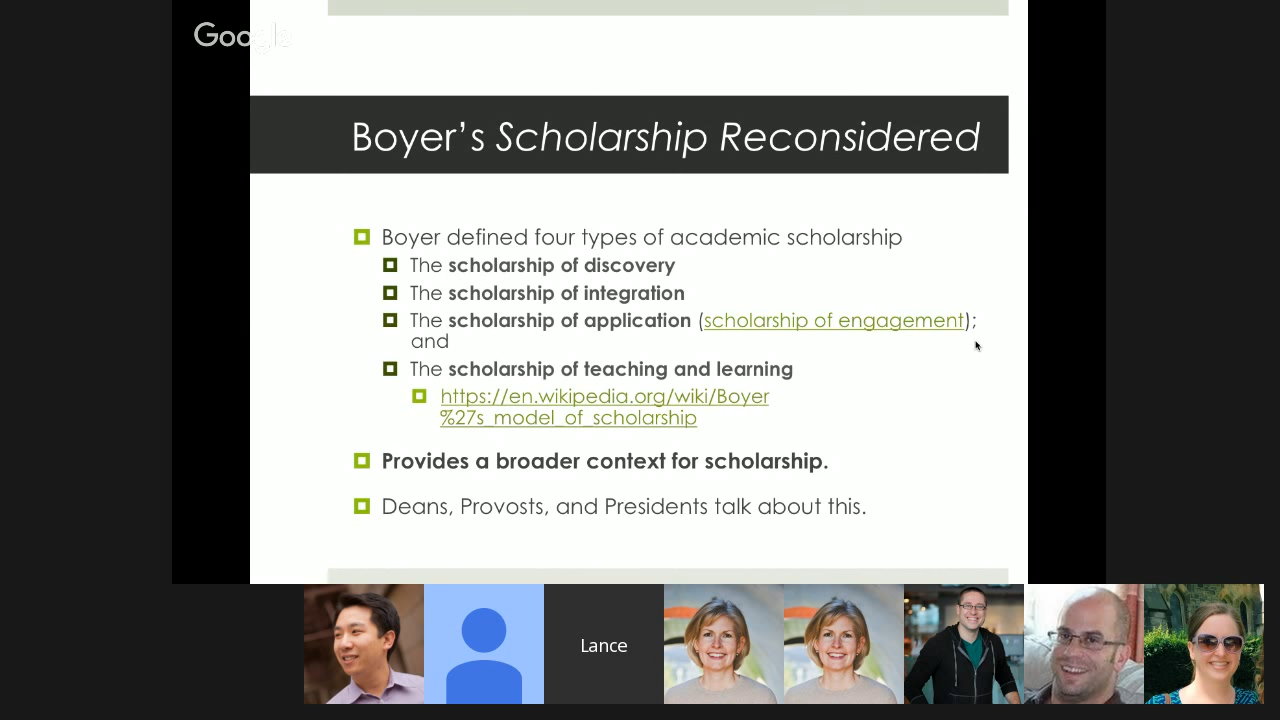 Google
Boyer’s Scholarship Reconsidered
Boyer defined four types of academic scholarship
The scholarship of discovery
The scholarship of integration
The scholarship of application (scholarship of engagement);
and
The scholarship of teaching and learning
https://en.wikipedia.org/wiki/Boyer
%27s_model_of_scholarship
Provides a broader context for scholarship.
Deans, Provosts, and Presidents talk about this.
Lance